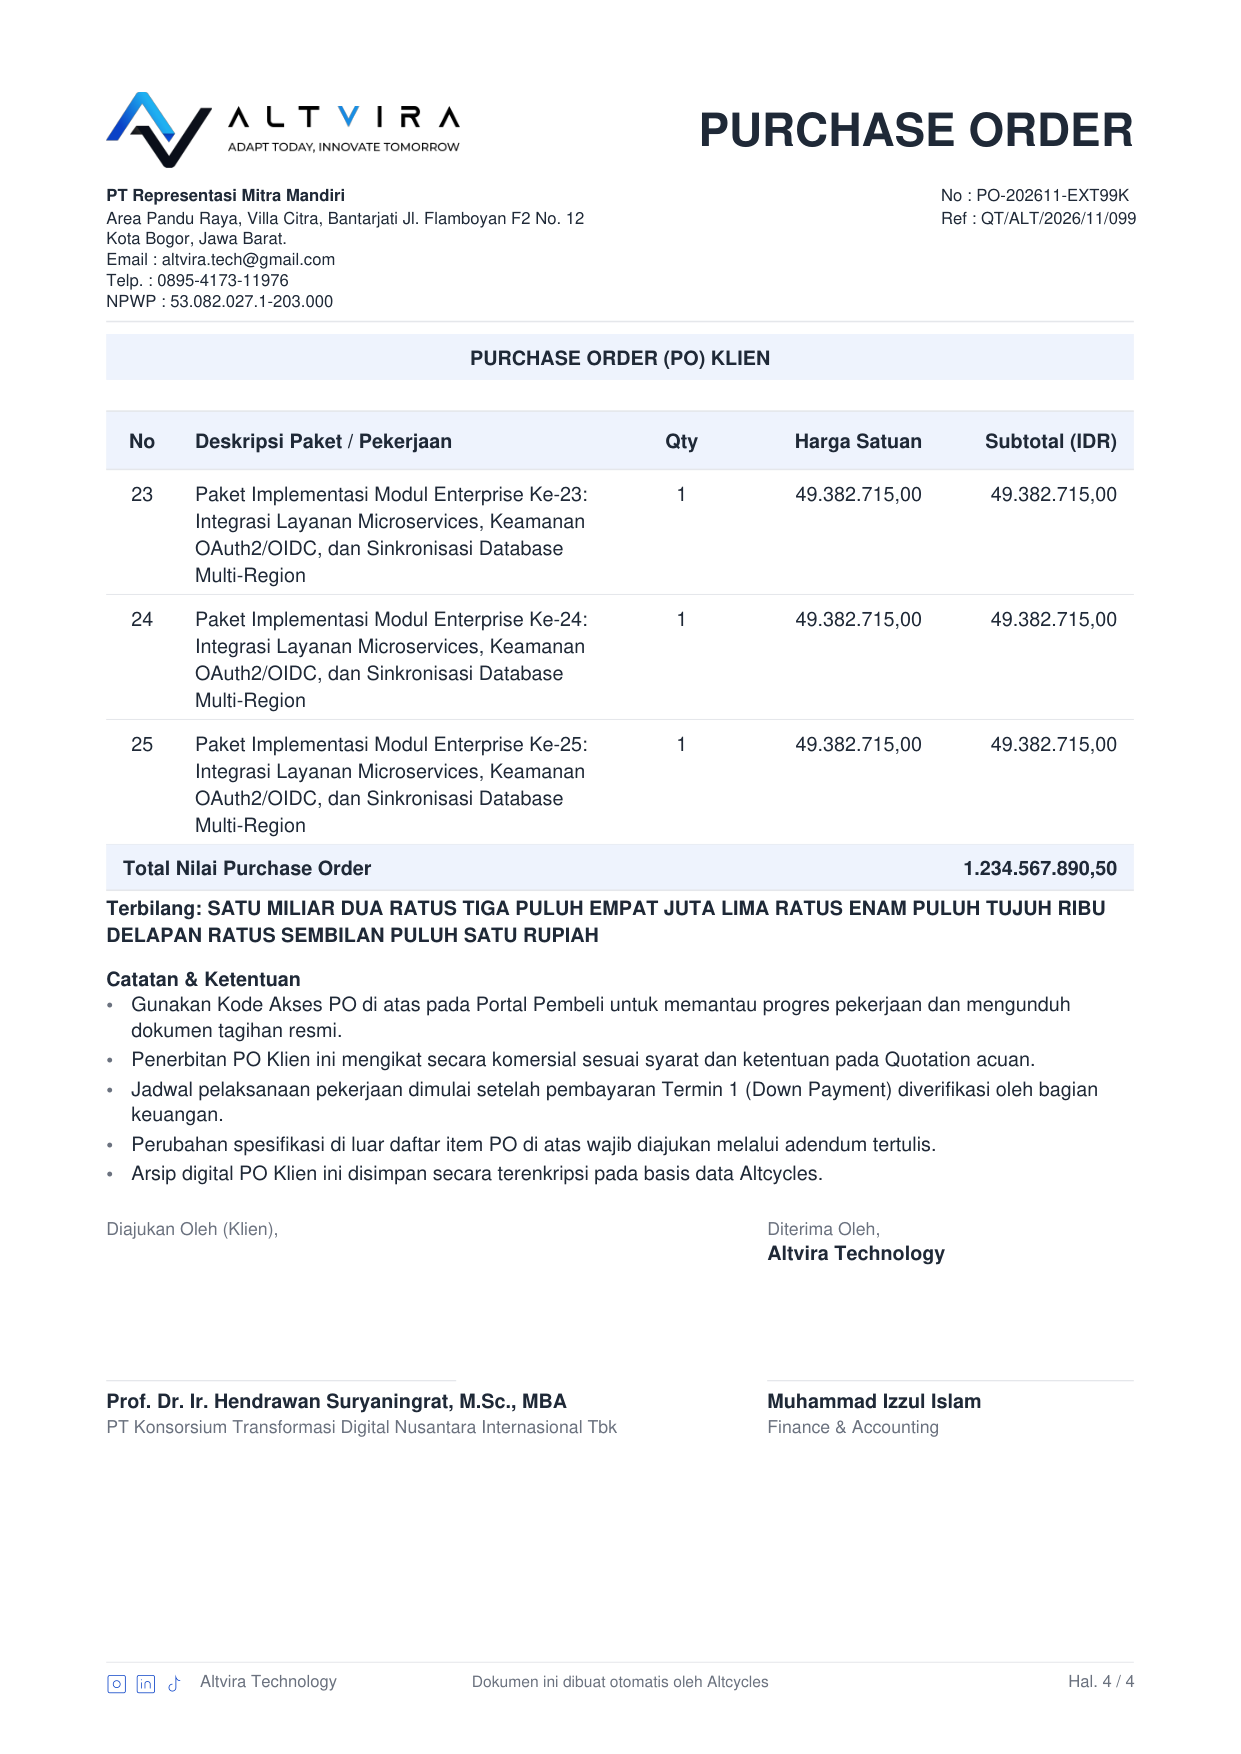 ALTVIRA
ADAPT TODAY, INNOVATE TOMORROW
PURCHASE ORDER
PT Representasi Mitra Mandiri
Area Pandu Raya, Villa Citra, Bantarjati Jl. Flamboyan F2 No. 12
Kota Bogor, Jawa Barat.
Email : altvira.tech@gmail.com
Telp. : 0895-4173-11976
NPWP : 53.082.027.1-203.000
No : PO-202611-EXT99K
Ref : QT/ALT/2026/11/099
PURCHASE ORDER (PO) KLIEN
No Deskripsi Paket / Pekerjaan Qty Harga Satuan Subtotal (IDR)
23 Paket Implementasi Modul Enterprise Ke-23: 1 49.382.715,00 49.382.715,00
Integrasi Layanan Microservices, Keamanan
OAuth2/OIDC, dan Sinkronisasi Database
Multi-Region
24 Paket Implementasi Modul Enterprise Ke-24: 1 49.382.715,00 49.382.715,00
Integrasi Layanan Microservices, Keamanan
OAuth2/OIDC, dan Sinkronisasi Database
Multi-Region
25 Paket Implementasi Modul Enterprise Ke-25: 1 49.382.715,00 49.382.715,00
Integrasi Layanan Microservices, Keamanan
OAuth2/OIDC, dan Sinkronisasi Database
Multi-Region
Total Nilai Purchase Order 1.234.567.890,50
Terbilang: SATU MILIAR DUA RATUS TIGA PULUH EMPAT JUTA LIMA RATUS ENAM PULUH TUJUH RIBU
DELAPAN RATUS SEMBILAN PULUH SATU RUPIAH
Catatan & Ketentuan
• Gunakan Kode Akses PO di atas pada Portal Pembeli untuk memantau progres pekerjaan dan mengunduh
dokumen tagihan resmi.
• Penerbitan PO Klien ini mengikat secara komersial sesuai syarat dan ketentuan pada Quotation acuan.
• Jadwal pelaksanaan pekerjaan dimulai setelah pembayaran Termin 1 (Down Payment) diverifikasi oleh bagian
keuangan.
• Perubahan spesifikasi di luar daftar item PO di atas wajib diajukan melalui adendum tertulis.
• Arsip digital PO Klien ini disimpan secara terenkripsi pada basis data Altcycles.
Diajukan Oleh (Klien),
Diterima Oleh,
Altvira Technology
Prof. Dr. Ir. Hendrawan Suryaningrat, M.Sc., MBA
PT Konsorsium Transformasi Digital Nusantara Internasional Tbk
Muhammad Izzul Islam
Finance & Accounting
Altvira Technology Dokumen ini dibuat otomatis oleh Altcycles Hal. 4 / 4